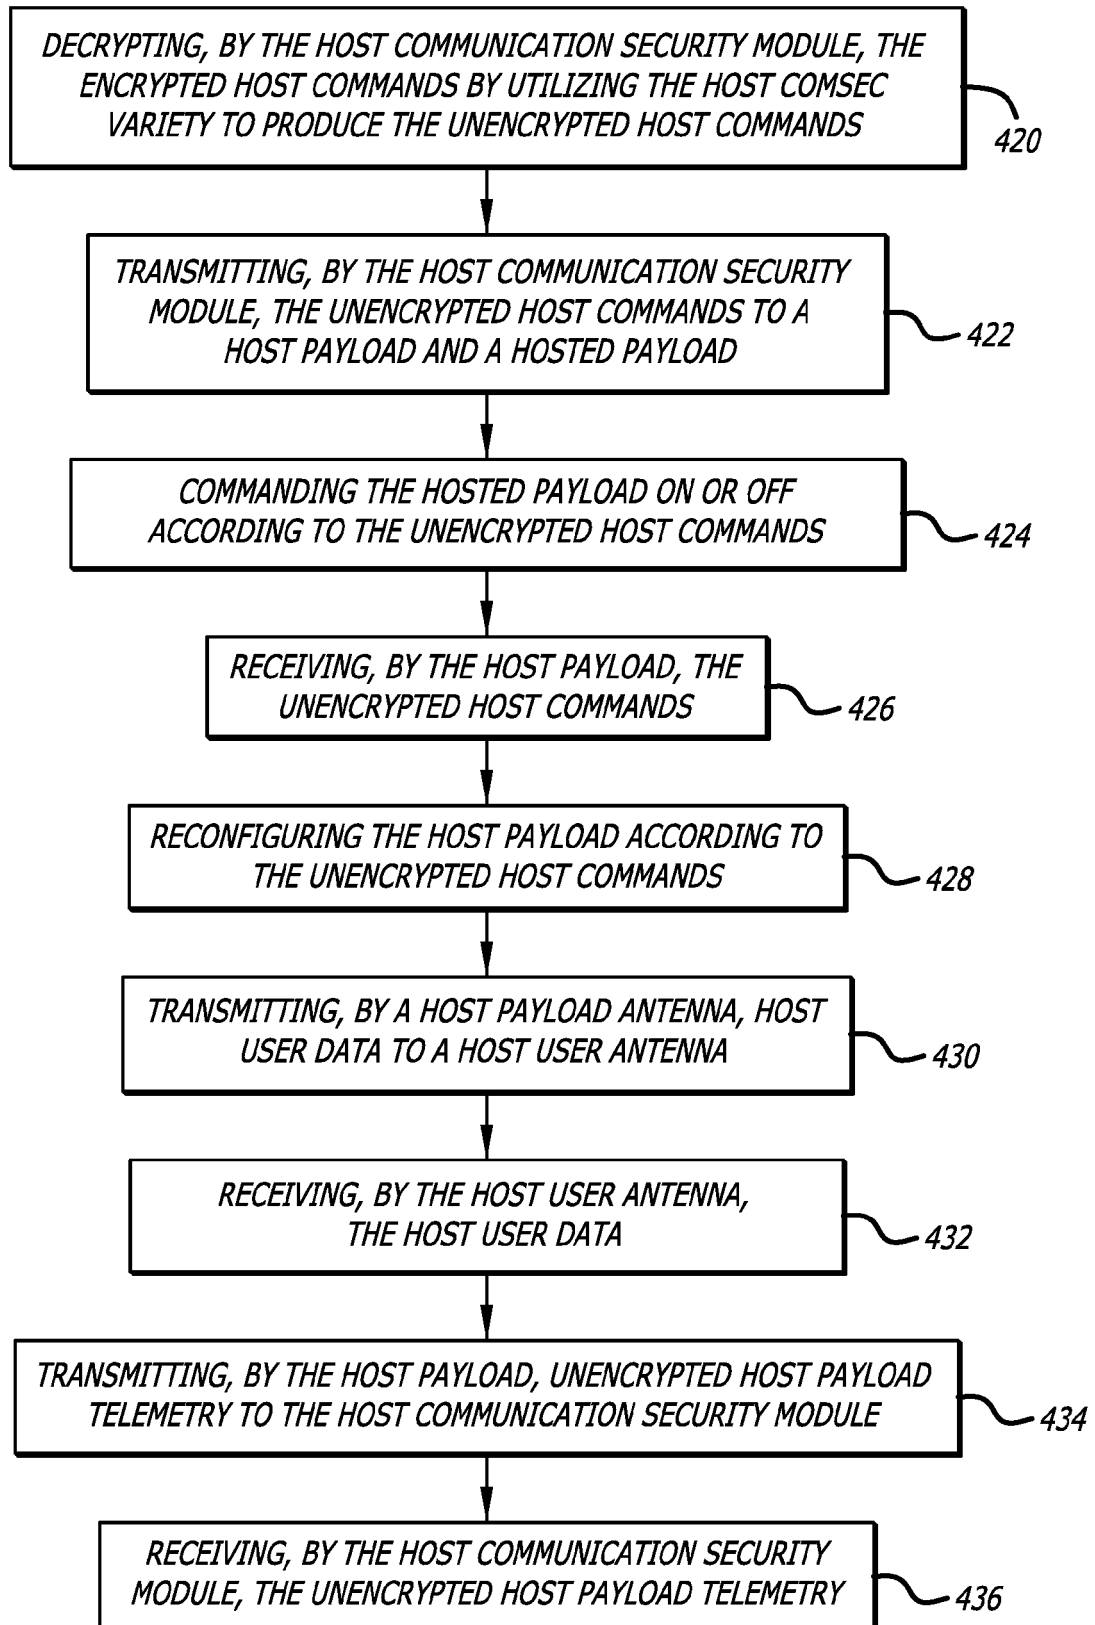 DECRYPTING, BY THE HOST COMMUNICATION SECURITY MODULE, THE
ENCRYPTED HOST COMMANDS BY UTILIZING THE HOST COMSEC
VARIETY TO PRODUCE THE UNENCRYPTED HOST COMMANDS
420
TRANSMITTING, BY THE HOST COMMUNICATION SECURITY
MODULE, THE UNENCRYPTED HOST COMMANDS TO A
HOST PAYLOAD AND A HOSTED PAYLOAD
422
COMMANDING THE HOSTED PAYLOAD ON OR OFF
ACCORDING TO THE UNENCRYPTED HOST COMMANDS
424
RECEIVING, BY THE HOST PAYLOAD, THE
UNENCRYPTED HOST COMMANDS
426
RECONFIGURING THE HOST PAYLOAD ACCORDING TO
THE UNENCRYPTED HOST COMMANDS
428
TRANSMITTING, BY A HOST PAYLOAD ANTENNA, HOST
USER DATA TO A HOST USER ANTENNA
430
RECEIVING, BY THE HOST USER ANTENNA,
THE HOST USER DATA
432
TRANSMITTING, BY THE HOST PAYLOAD, UNENCRYPTED HOST PAYLOAD
TELEMETRY TO THE HOST COMMUNICATION SECURITY MODULE
434
RECEIVING, BY THE HOST COMMUNICATION SECURITY
MODULE, THE UNENCRYPTED HOST PAYLOAD TELEMETRY
436